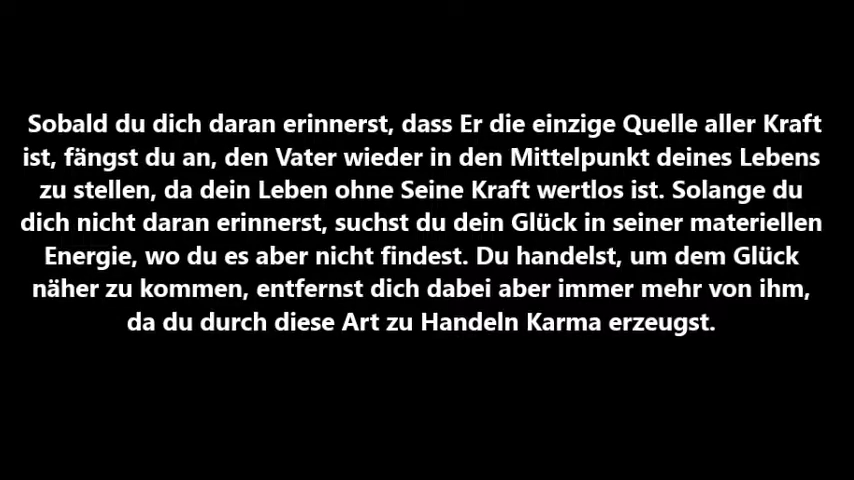 Sobald du dich daran erinnerst, dass Er die einzige Quelle aller Kraft
ist, fängst du an, den Vater wieder in den Mittelpunkt deines Lebens
zu stellen, da dein Leben ohne Seine Kraft wertlos ist. Solange du
dich nicht daran erinnerst, suchst du dein Glück in seiner materiellen
Energie, wo du es aber nicht findest. Du handelst, um dem Glück
näher zu kommen, entfernst dich dabei aber immer mehr von ihm,
da du durch diese Art zu Handeln Karma erzeugst.